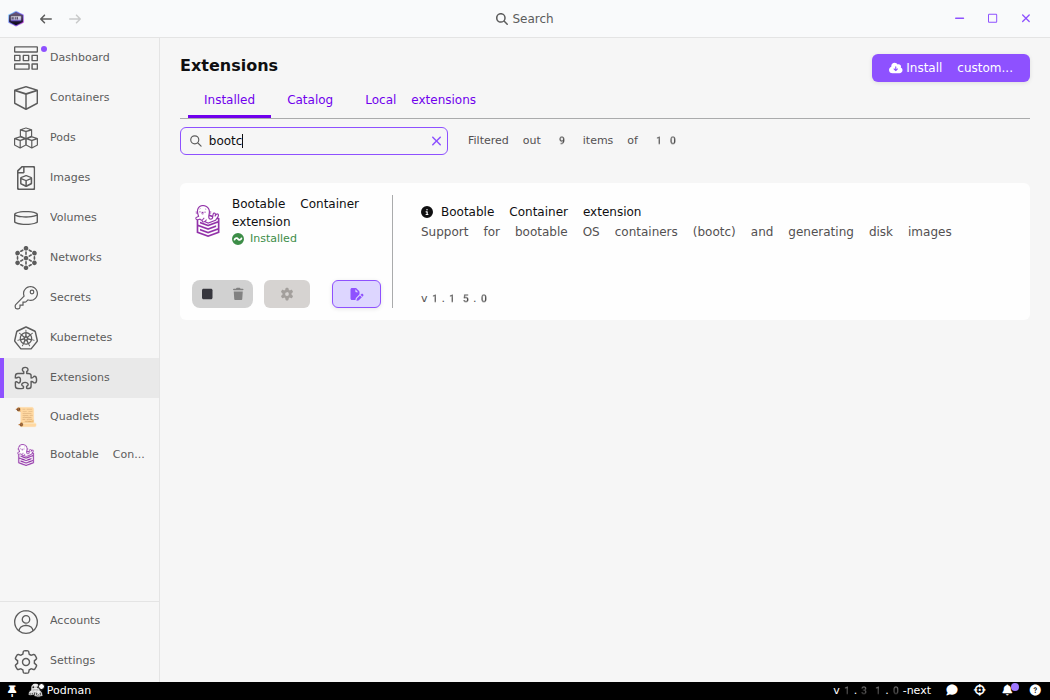 Search
Dashboard
Containers
Pods
Images
Volumes
Networks
Secrets
Kubernetes
Extensions
Quadlets
Bootable Con...
Accounts
Settings
Extensions
Install custom...
Installed Catalog Local extensions
bootc
Filtered out 9 items of 10
Bootable Container
extension
Installed
Bootable Container extension
Support for bootable OS containers (bootc) and generating disk images
v1.15.0
Podman
v1.31.0-next